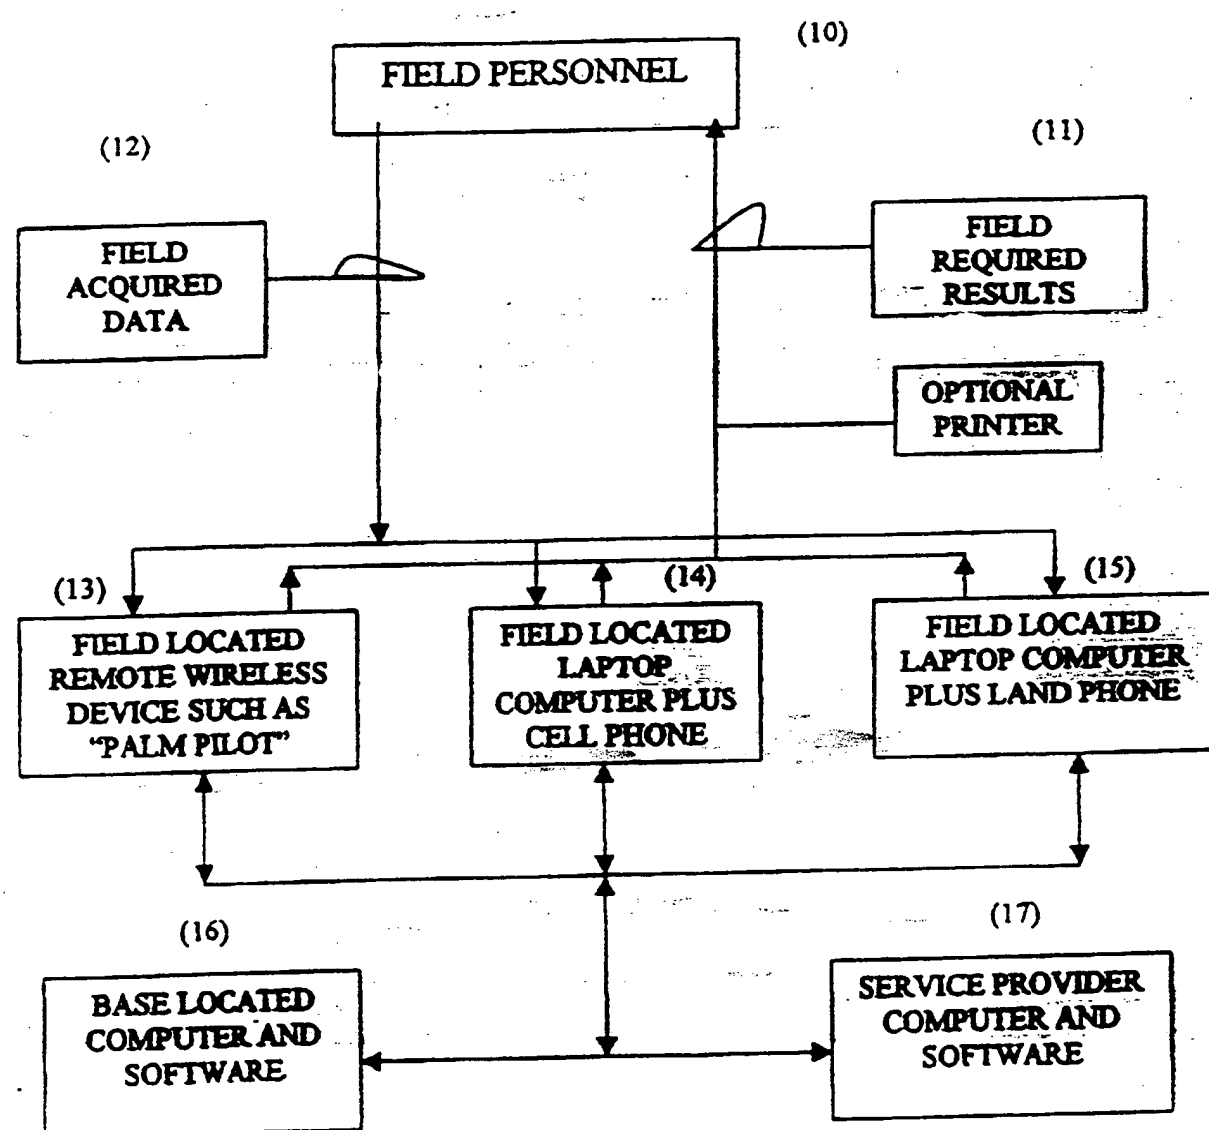 (10)
FIELD PERSONNEL
(12)
(11)
FIELD
ACQUIRED
DATA
FIELD
REQUIRED
RESULTS
OPTIONAL
PRINTER
(13)
(14)
(15)
FIELD LOCATED
REMOTE WIRELESS
DEVICE SUCH AS
"PALM PILOT"
FIELD LOCATED
LAPTOP
COMPUTER PLUS
CELL PHONE
FIELD LOCATED
LAPTOP COMPUTER
PLUS LAND PHONE
(16)
(17)
BASE LOCATED
COMPUTER AND
SOFTWARE
SERVICE PROVIDER
COMPUTER AND
SOFTWARE